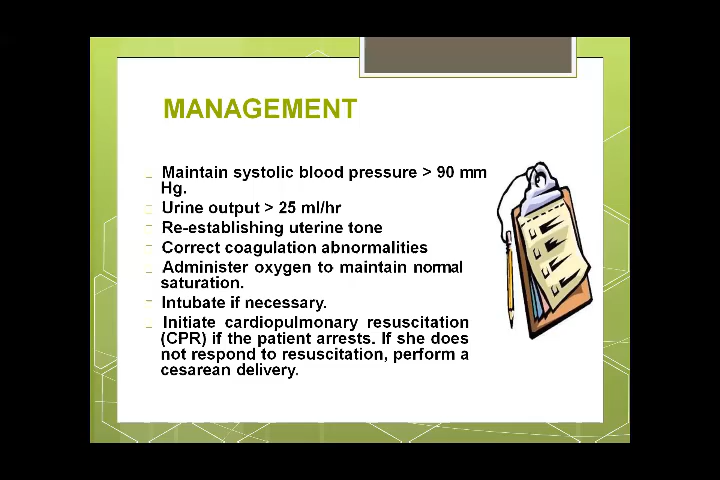 MANAGEMENT
Maintain systolic blood pressure > 90 mm
Hg.
Urine output > 25 ml/hr
Re-establishing uterine tone
Correct coagulation abnormalities
Administer oxygen to maintain normal
saturation.
Intubate if necessary.
Initiate cardiopulmonary resuscitation
(CPR) if the patient arrests. If she does
not respond to resuscitation, perform a
cesarean delivery.